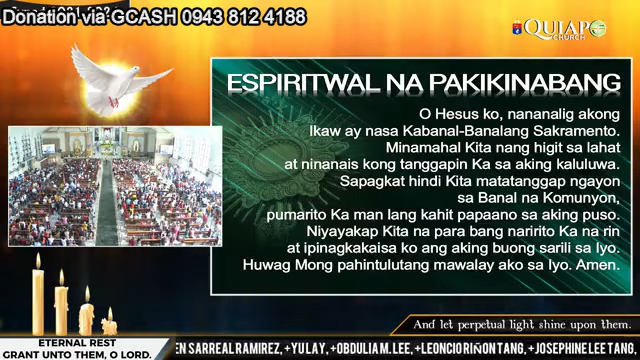 Donation via GCASH 0943 812 4188
QUIAPO
CHURCH
ESPIRITWAL NA PAKIKINABANG
O Hesus ko, nananalig akong
Ikaw ay nasa Kabanal-Banalang Sakramento.
Minamahal Kita nang higit sa lahat
at ninanais kong tanggapin Ka sa aking kaluluwa.
Sapagkat hindi Kita matatanggap ngayon
sa Banal na Komunyon,
pumarito Ka man lang kahit papaano sa aking puso.
Niyayakap Kita na para bang naririto Ka na rin
at ipinagkakaisa ko ang aking buong sarili sa Iyo.
Huwag Mong pahintulutang mawalay ako sa Iyo. Amen.
And let perpetual light shine upon them.
ETERNAL REST
GRANT UNTO THEM, O LORD.
EN SARREAL RAMIREZ, +YU LAY, +OBDULIA M. LEE, +LEONCIO RIÑON TANG, +JOSEPHINE LEE TANG,